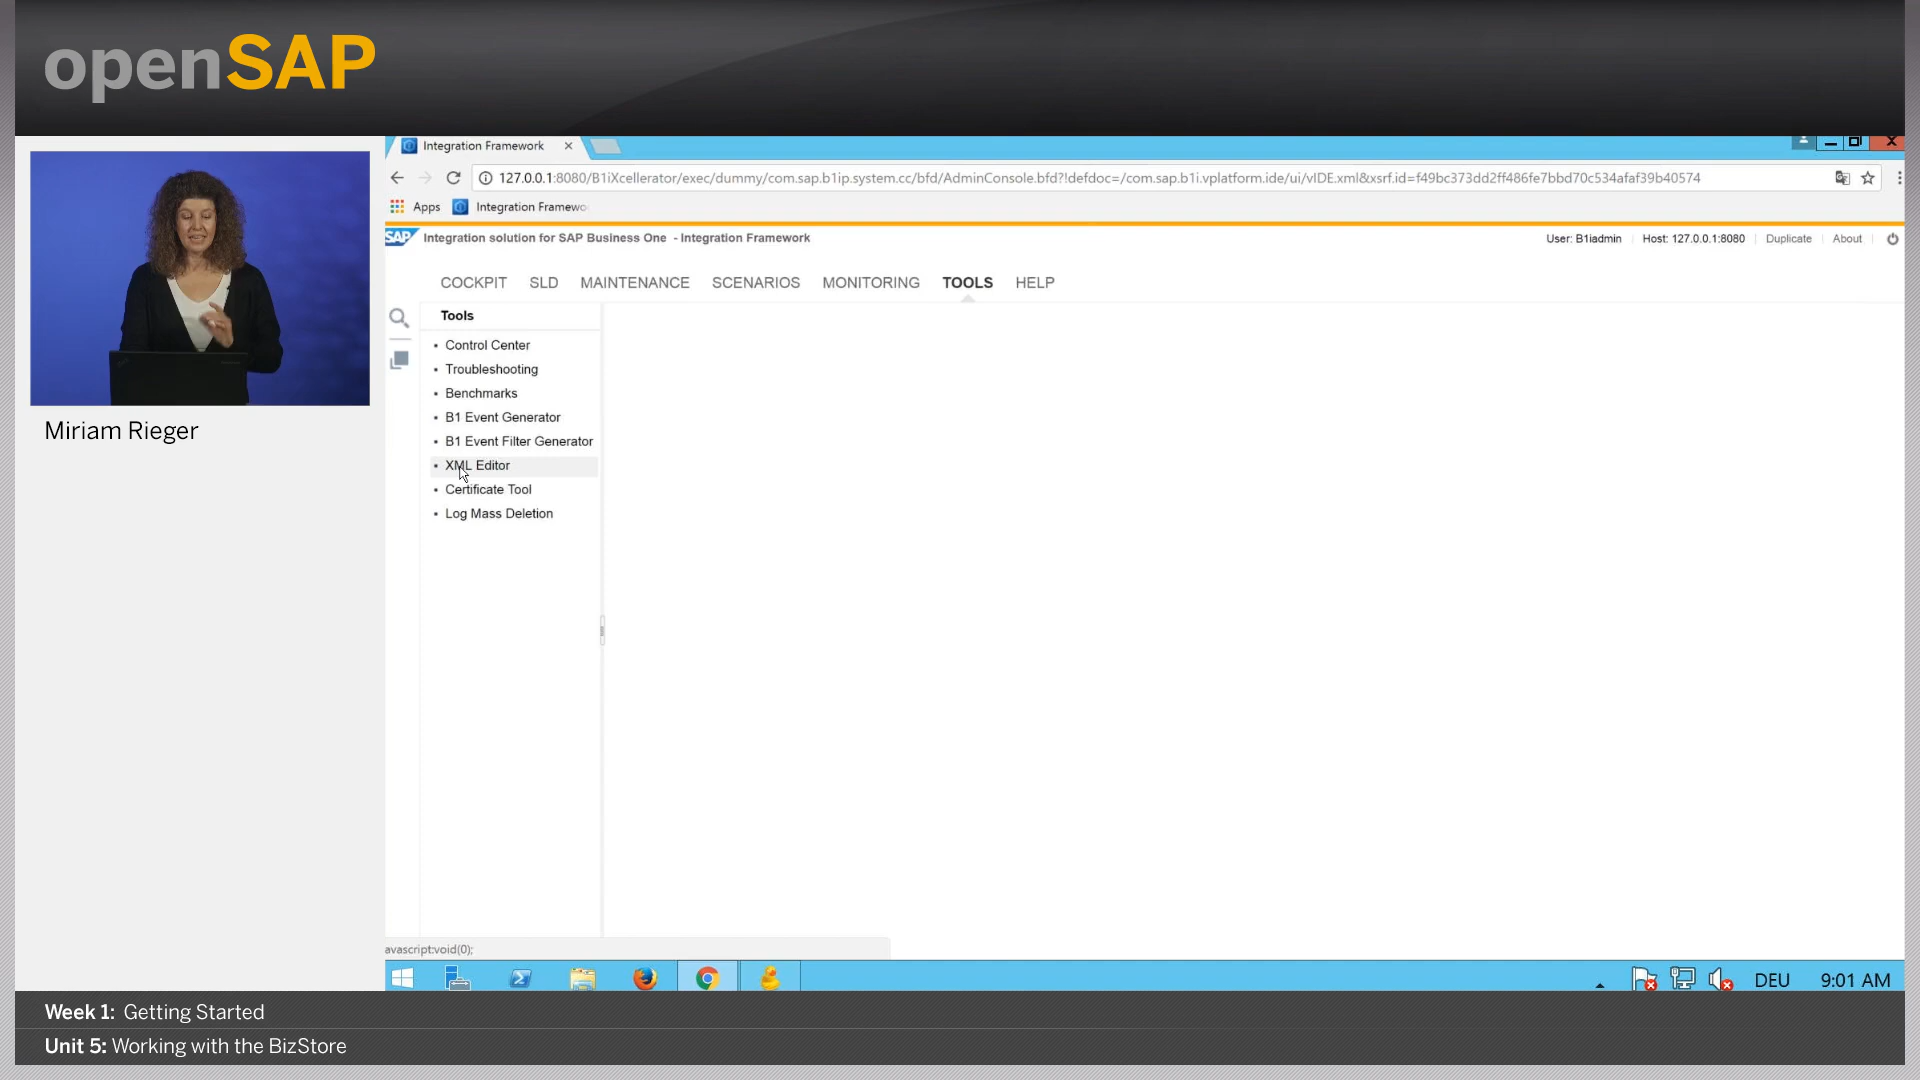 openSAP
Integration Framework
127.0.0.1:8080/B1iXcellerator/exec/dummy/com.sap.b1ip.system.cc/bfd/AdminConsole.bfd?!defdoc=/com.sap.b1i.vplatform.ide/ui/vIDE.xml&xsrf.id=f49bc373dd2ff486fe7bbd70c534afaf39b40574
Apps Integration Framewo
SAP Integration solution for SAP Business One - Integration Framework User: B1iadmin Host: 127.0.0.1:8080 Duplicate About
COCKPIT SLD MAINTENANCE SCENARIOS MONITORING TOOLS HELP
Tools
Control Center
Troubleshooting
Benchmarks
B1 Event Generator
B1 Event Filter Generator
XML Editor
Certificate Tool
Log Mass Deletion
Miriam Rieger
avascript:void(0);
DEU 9:01 AM
Week 1: Getting Started
Unit 5: Working with the BizStore